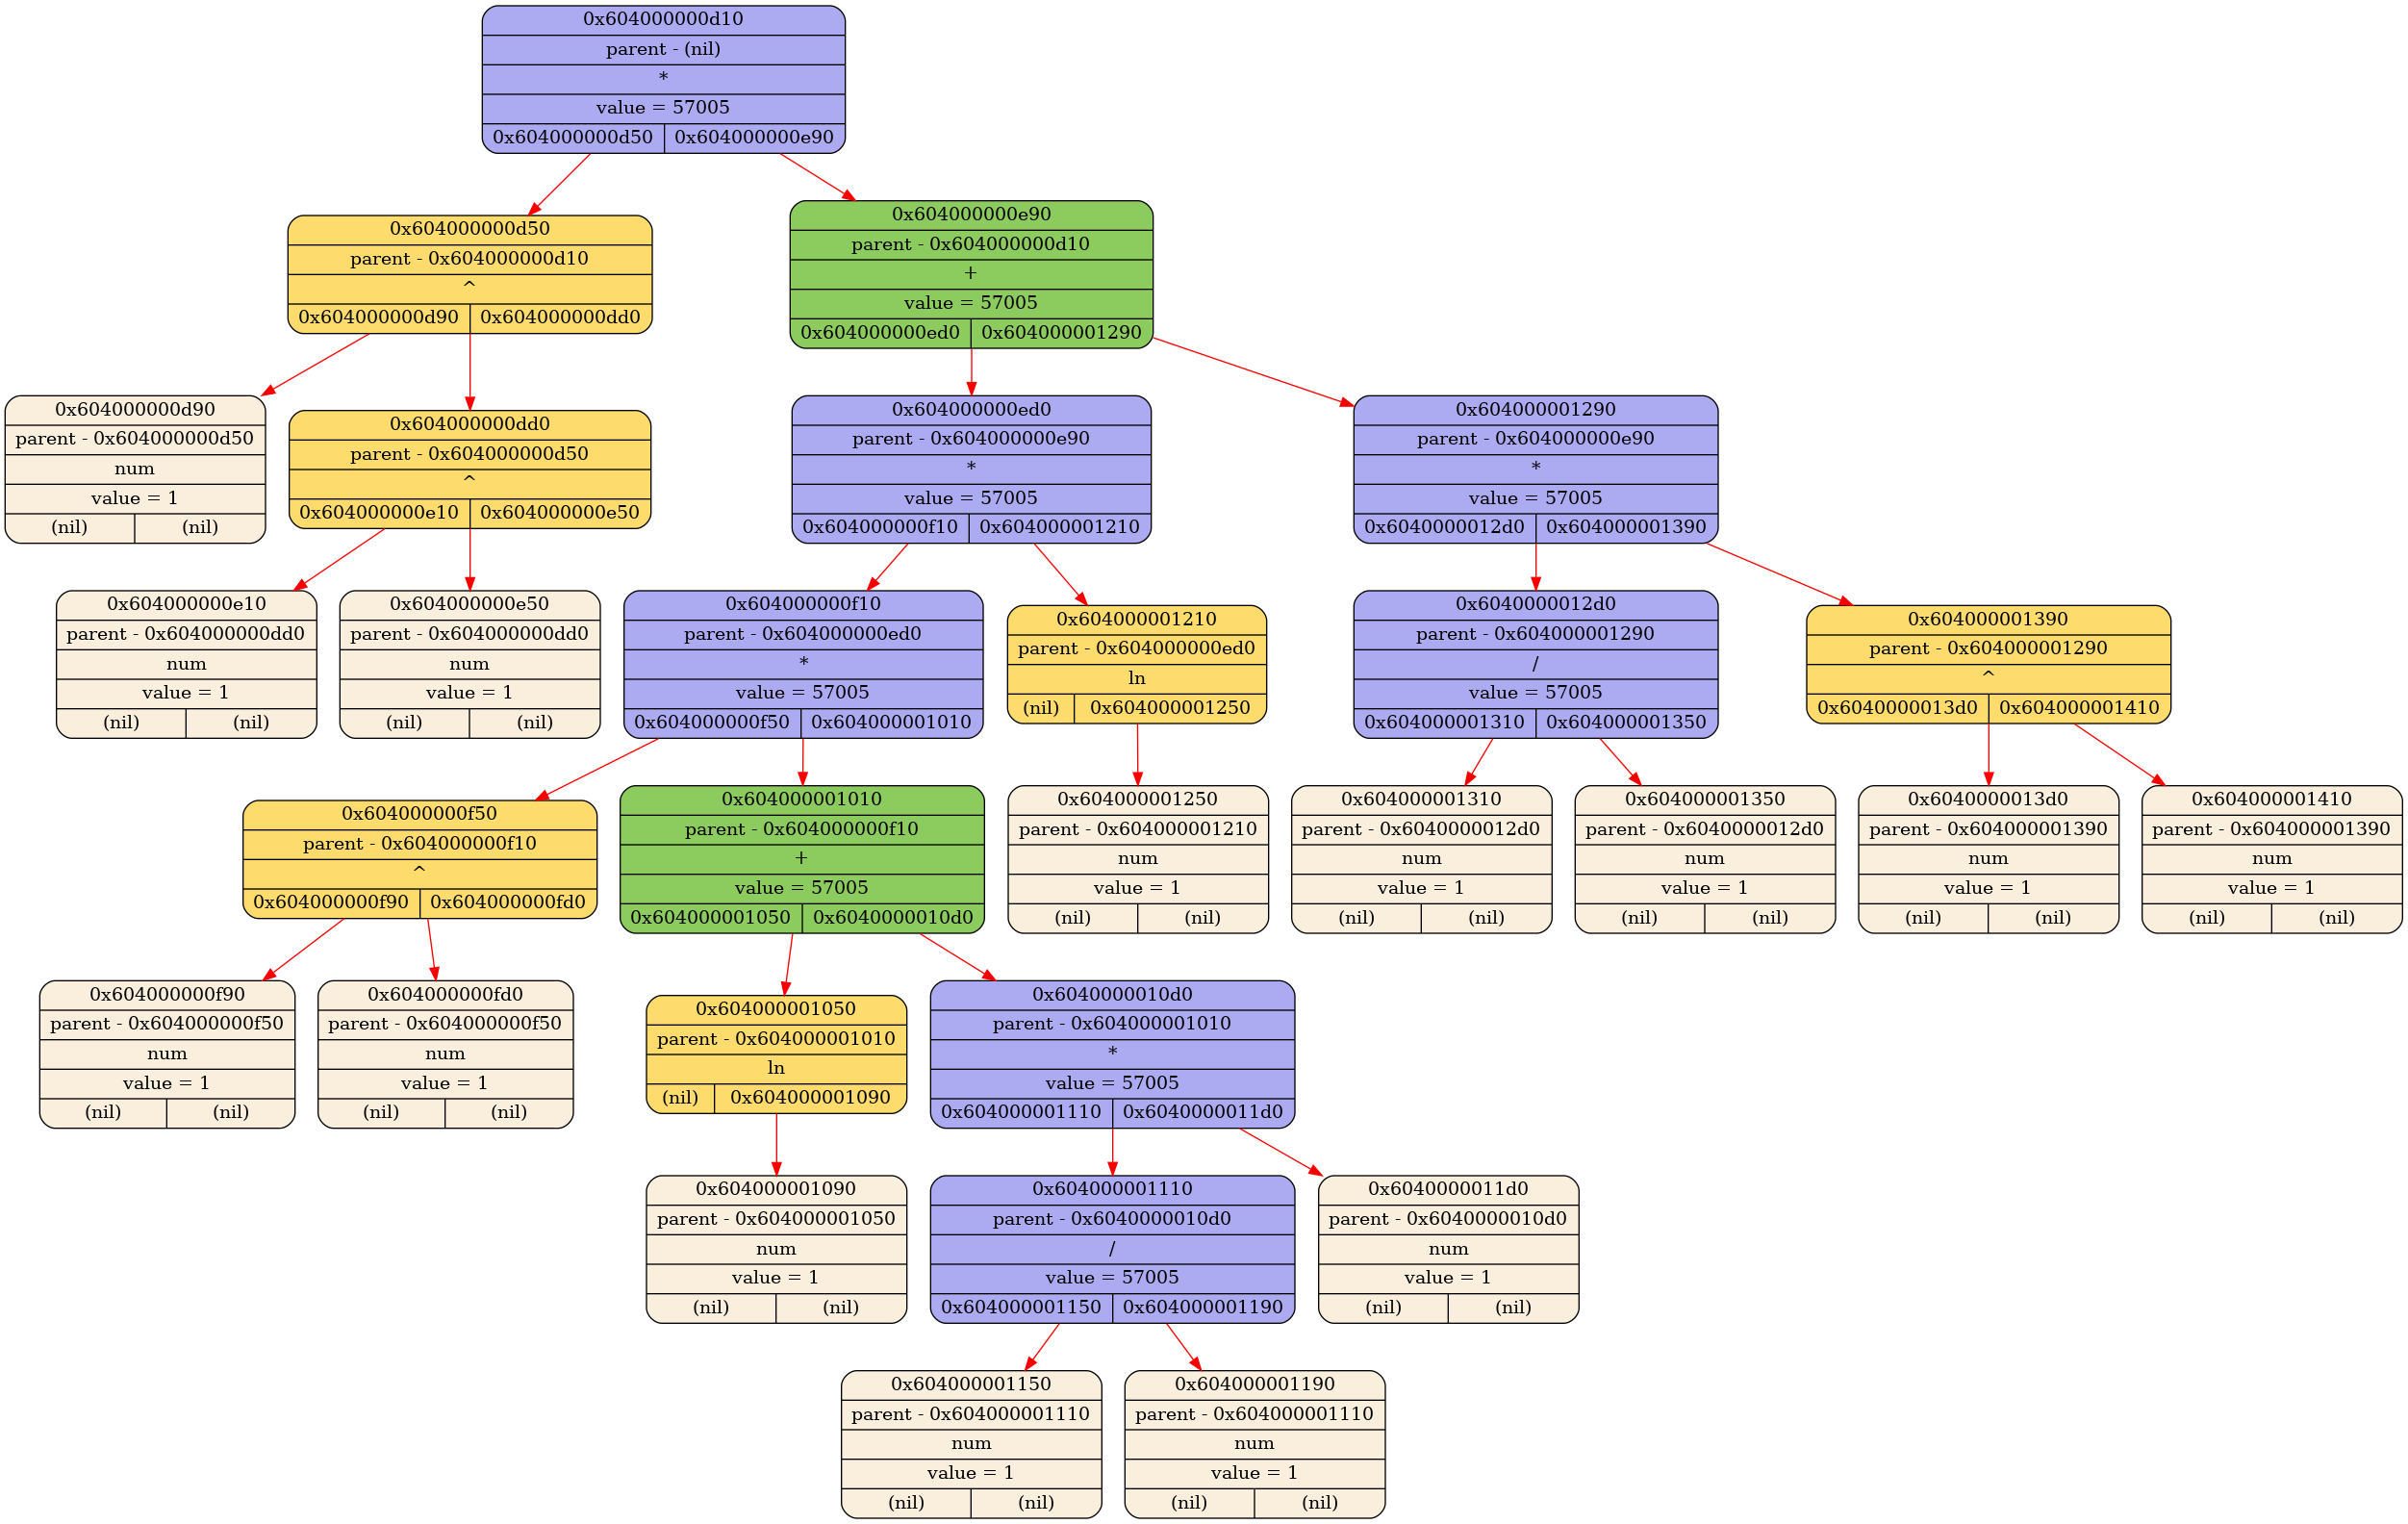 0x604000000d10
parent - (nil)
*
value = 57005
0x604000000d50 0x604000000e90
0x604000000d50
parent - 0x604000000d10
^
0x604000000d90 0x604000000dd0
0x604000000e90
parent - 0x604000000d10
+
value = 57005
0x604000000ed0 0x604000001290
0x604000000d90
parent - 0x604000000d50
num
value = 1
(nil) (nil)
0x604000000dd0
parent - 0x604000000d50
^
0x604000000e10 0x604000000e50
0x604000000ed0
parent - 0x604000000e90
*
value = 57005
0x604000000f10 0x604000001210
0x604000001290
parent - 0x604000000e90
*
value = 57005
0x6040000012d0 0x604000001390
0x604000000e10
parent - 0x604000000dd0
num
value = 1
(nil) (nil)
0x604000000e50
parent - 0x604000000dd0
num
value = 1
(nil) (nil)
0x604000000f10
parent - 0x604000000ed0
*
value = 57005
0x604000000f50 0x604000001010
0x604000001210
parent - 0x604000000ed0
ln
(nil) 0x604000001250
0x6040000012d0
parent - 0x604000001290
/
value = 57005
0x604000001310 0x604000001350
0x604000001390
parent - 0x604000001290
^
0x6040000013d0 0x604000001410
0x604000000f50
parent - 0x604000000f10
^
0x604000000f90 0x604000000fd0
0x604000001010
parent - 0x604000000f10
+
value = 57005
0x604000001050 0x6040000010d0
0x604000001250
parent - 0x604000001210
num
value = 1
(nil) (nil)
0x604000001310
parent - 0x6040000012d0
num
value = 1
(nil) (nil)
0x604000001350
parent - 0x6040000012d0
num
value = 1
(nil) (nil)
0x6040000013d0
parent - 0x604000001390
num
value = 1
(nil) (nil)
0x604000001410
parent - 0x604000001390
num
value = 1
(nil) (nil)
0x604000000f90
parent - 0x604000000f50
num
value = 1
(nil) (nil)
0x604000000fd0
parent - 0x604000000f50
num
value = 1
(nil) (nil)
0x604000001050
parent - 0x604000001010
ln
(nil) 0x604000001090
0x6040000010d0
parent - 0x604000001010
*
value = 57005
0x604000001110 0x6040000011d0
0x604000001090
parent - 0x604000001050
num
value = 1
(nil) (nil)
0x604000001110
parent - 0x6040000010d0
/
value = 57005
0x604000001150 0x604000001190
0x6040000011d0
parent - 0x6040000010d0
num
value = 1
(nil) (nil)
0x604000001150
parent - 0x604000001110
num
value = 1
(nil) (nil)
0x604000001190
parent - 0x604000001110
num
value = 1
(nil) (nil)